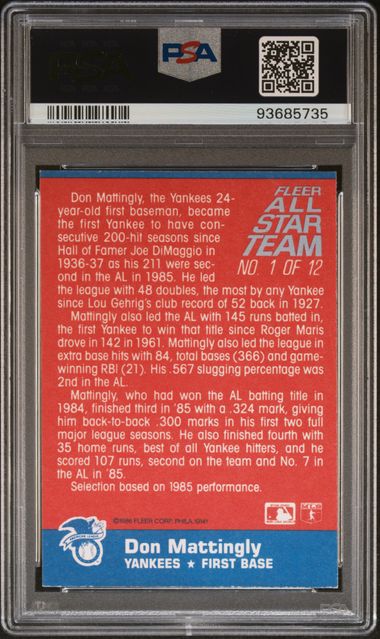 PSA
PSA
93685735
FLEER
ALL
STAR
TEAM
NO. 1 OF 12
Don Mattingly, the Yankees 24-
year-old first baseman, became
the first Yankee to have con-
secutive 200-hit seasons since
Hall of Famer Joe DiMaggio in
1936-37 as his 211 were sec-
ond in the AL in 1985. He led
the league with 48 doubles, the most by any Yankee
since Lou Gehrig's club record of 52 back in 1927.
Mattingly also led the AL with 145 runs batted in,
the first Yankee to win that title since Roger Maris
drove in 142 in 1961. Mattingly also led the league in
extra base hits with 84, total bases (366) and game-
winning RBI (21). His .567 slugging percentage was
2nd in the AL.
Mattingly, who had won the AL batting title in
1984, finished third in '85 with a .324 mark, giving
him back-to-back .300 marks in his first two full
major league seasons. He also finished fourth with
35 home runs, best of all Yankee hitters, and he
scored 107 runs, second on the team and No. 7 in
the AL in '85.
Selection based on 1985 performance.
©1986 FLEER CORP. PHILA. 19141
Don Mattingly
YANKEES ★ FIRST BASE